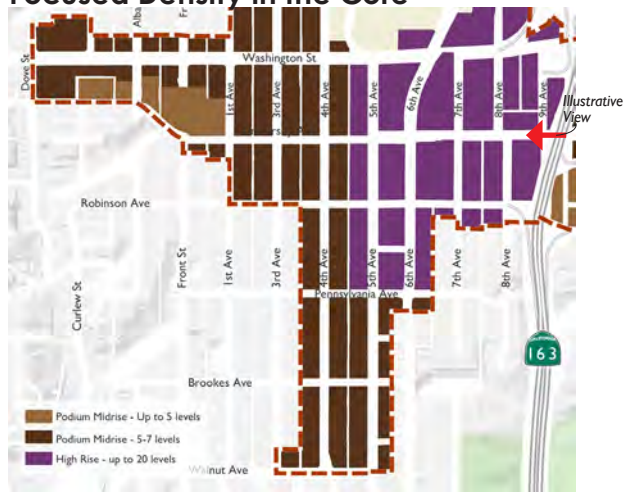 Focused Density in the Core
Dove St
Alba
Fr
Washington St
1st Ave
3rd Ave
4th Ave
5th Ave
6th Ave
7th Ave
8th Ave
9th Ave
Illustrative
View
Robinson Ave
Curlew St
Front St
1st Ave
3rd Ave
4th Ave
5th Ave
6th Ave
7th Ave
8th Ave
Pennsylvania Ave
CALIFORNIA
163
Brookes Ave
Podium Midrise - Up to 5 levels
Podium Midrise - 5-7 levels
High Rise - up to 20 levels
Walnut Ave